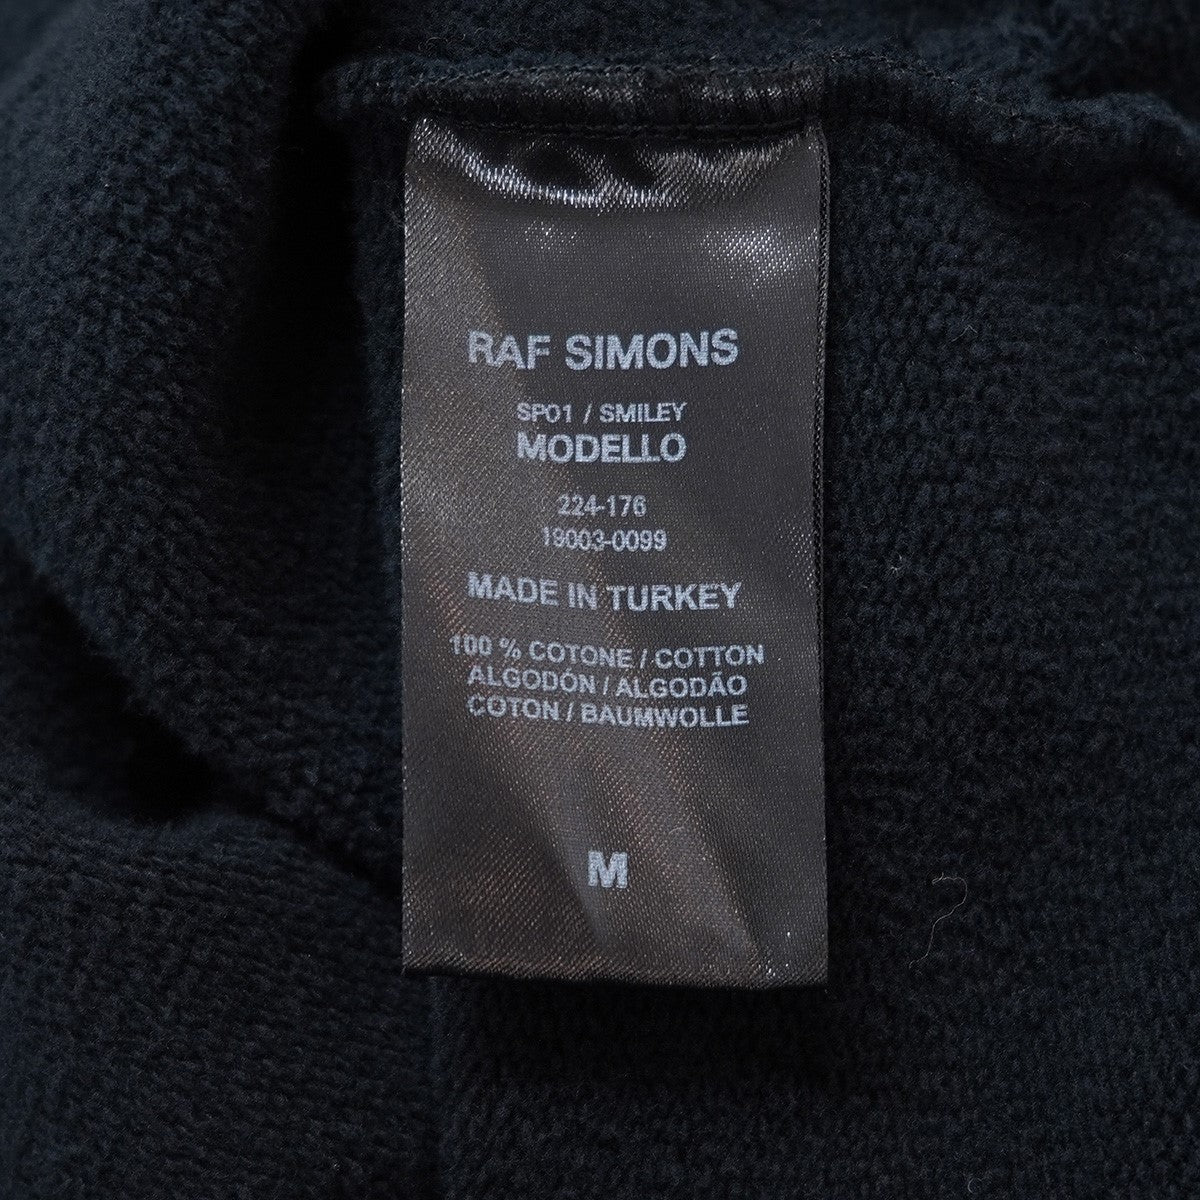 RAF SIMONS
SP01 / SMILEY
MODELLO
224-176
19003-0099
MADE IN TURKEY
100 % COTONE / COTTON
ALGODÓN / ALGODÃO
COTON / BAUMWOLLE
M